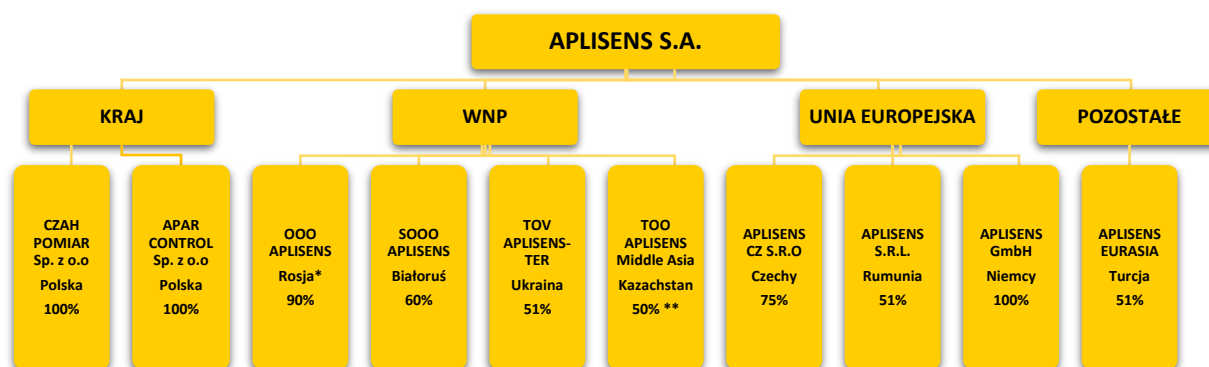 APLISENS S.A.
KRAJ
WNP
UNIA EUROPEJSKA
POZOSTAŁE
CZAH
POMIAR
Sp. z o.o
Polska
100%
APAR
CONTROL
Sp. z o.o
Polska
100%
OOO
APLISENS
Rosja*
90%
SOOO
APLISENS
Białoruś
60%
TOV
APLISENS-
TER
Ukraina
51%
TOO
APLISENS
Middle Asia
Kazachstan
50% **
APLISENS
CZ S.R.O
Czechy
75%
APLISENS
S.R.L.
Rumunia
51%
APLISENS
GmbH
Niemcy
100%
APLISENS
EURASIA
Turcja
51%